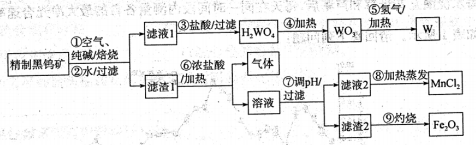 精制黑钨矿
①空气、
纯碱/焙烧
②水/过滤
滤液1
③盐酸/过滤
H₂WO₄
④加热
WO₃
⑤氢气/
加热
W
滤渣1
⑥浓盐酸
/加热
气体
溶液
⑦调pH/
过滤
滤液2
⑧加热蒸发
MnCl₂
滤渣2
⑨灼烧
Fe₂O₃